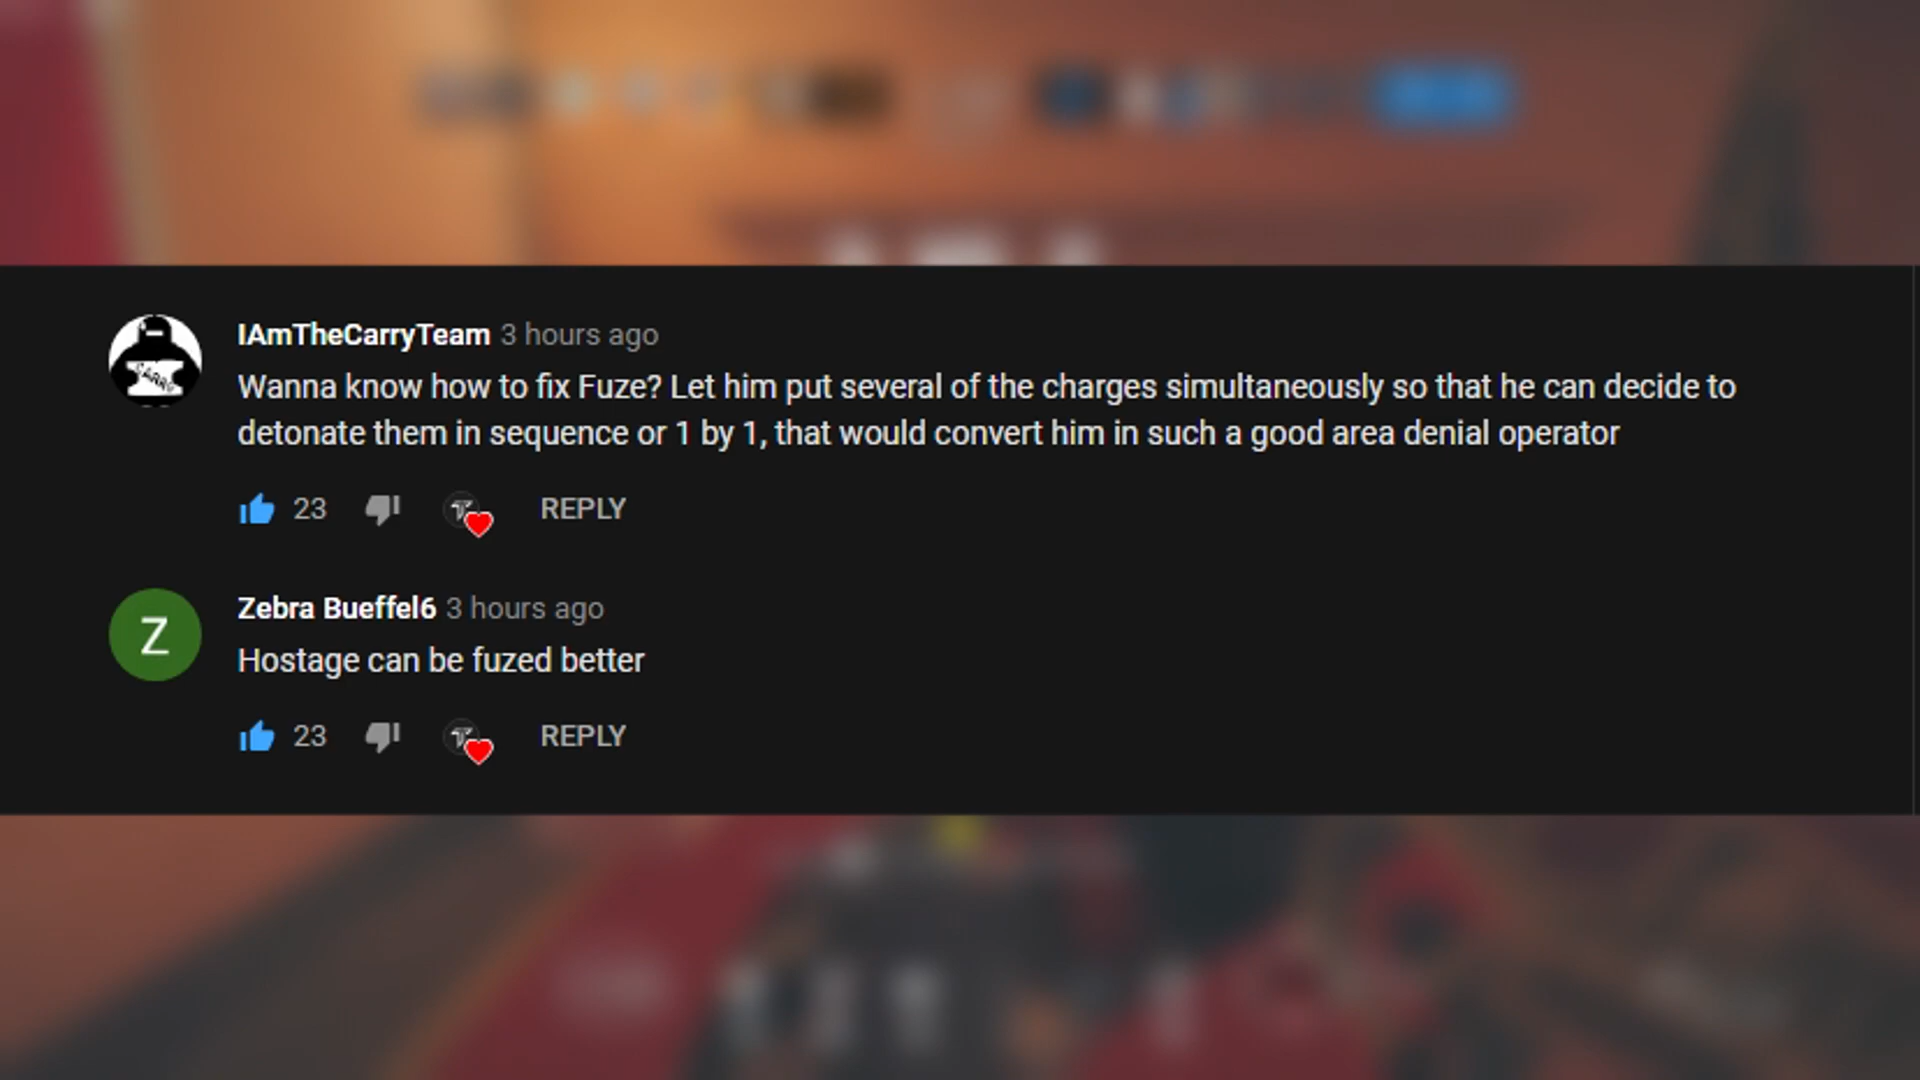 IAmTheCarryTeam 3 hours ago
Wanna know how to fix Fuze? Let him put several of the charges simultaneously so that he can decide to
detonate them in sequence or 1 by 1, that would convert him in such a good area denial operator
23 REPLY
Z
Zebra Bueffel6 3 hours ago
Hostage can be fuzed better
23 REPLY